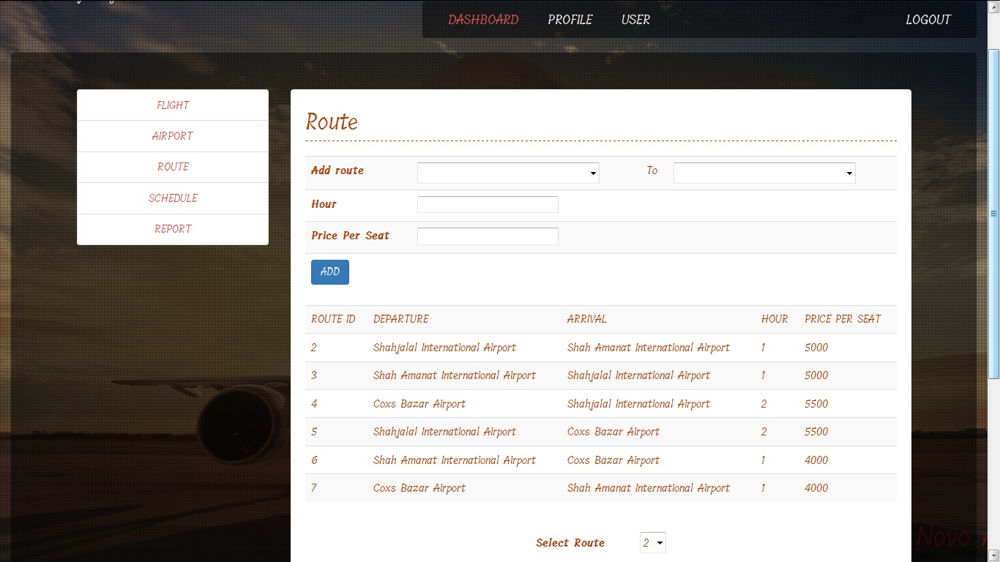 DASHBOARD PROFILE USER LOGOUT
FLIGHT
AIRPORT
ROUTE
SCHEDULE
REPORT
Route
Add route To
Hour
Price Per Seat
ADD
ROUTE ID DEPARTURE ARRIVAL HOUR PRICE PER SEAT
2 Shahjalal International Airport Shah Amanat International Airport 1 5000
3 Shah Amanat International Airport Shahjalal International Airport 1 5000
4 Coxs Bazar Airport Shahjalal International Airport 2 5500
5 Shahjalal International Airport Coxs Bazar Airport 2 5500
6 Shah Amanat International Airport Coxs Bazar Airport 1 4000
7 Coxs Bazar Airport Shah Amanat International Airport 1 4000
Novo
Select Route 2